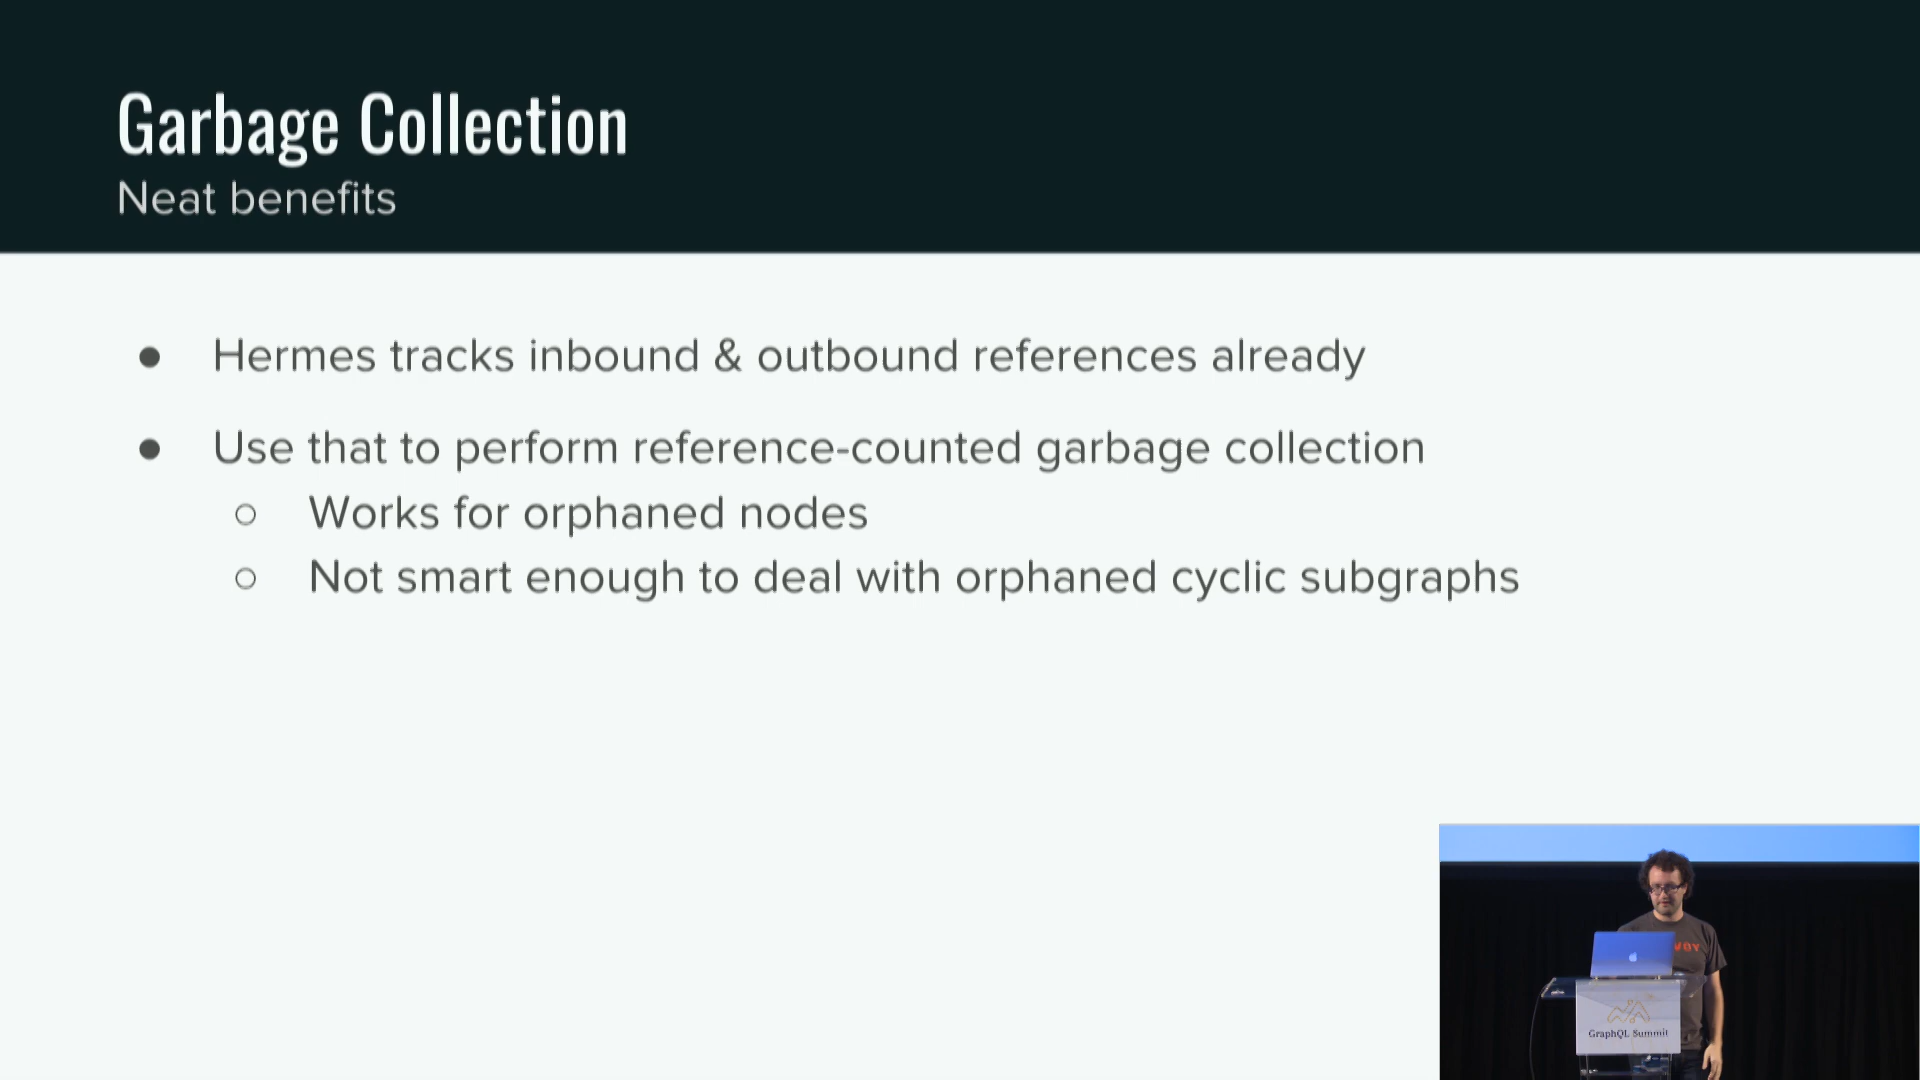 Garbage Collection
Neat benefits
● Hermes tracks inbound & outbound references already
● Use that to perform reference-counted garbage collection
○ Works for orphaned nodes
○ Not smart enough to deal with orphaned cyclic subgraphs
GraphQL Summit